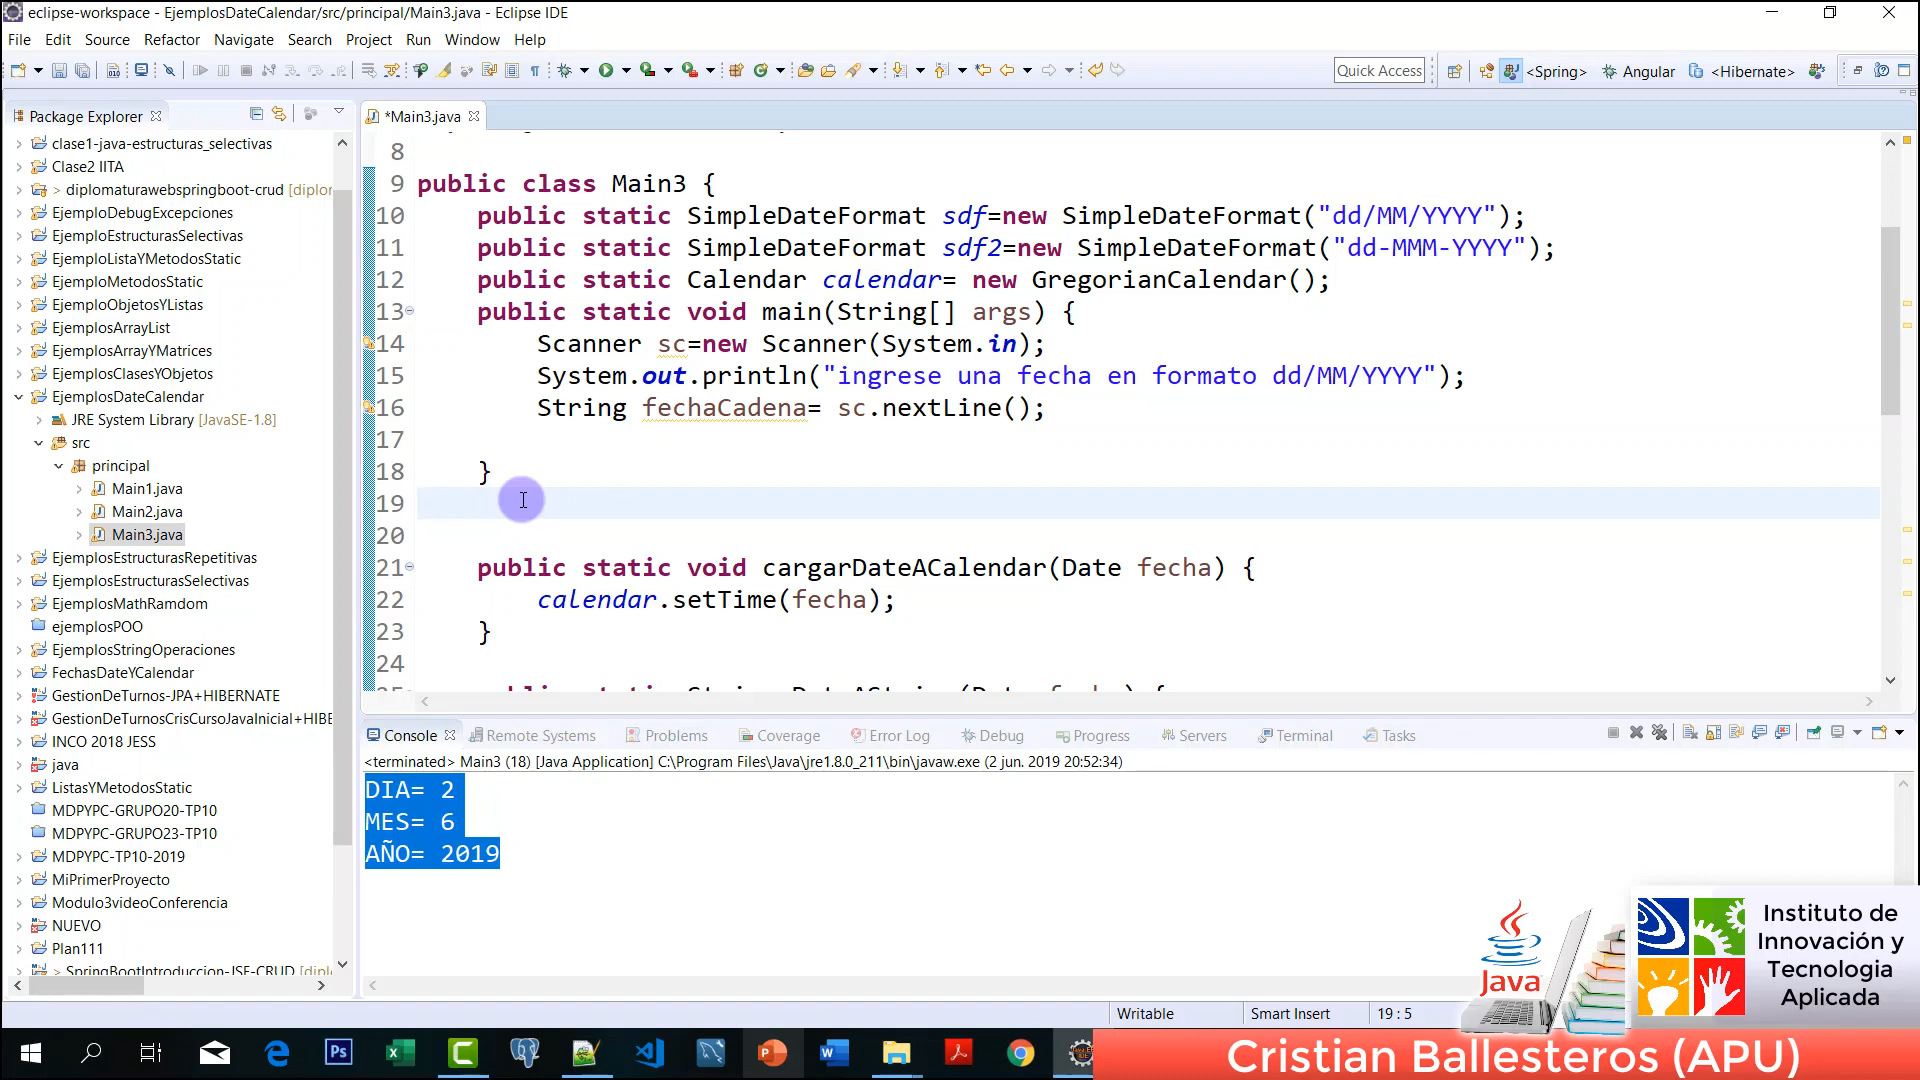 eclipse-workspace - EjemplosDateCalendar/src/principal/Main3.java - Eclipse IDE
File Edit Source Refactor Navigate Search Project Run Window Help
Quick Access <Spring> Angular <Hibernate>
Package Explorer
clase1-java-estructuras_selectivas
Clase2 IITA
> diplomaturawebspringboot-crud [diplor
EjemploDebugExcepciones
EjemploEstructurasSelectivas
EjemploListaYMetodosStatic
EjemploMetodosStatic
EjemploObjetosYListas
EjemplosArrayList
EjemplosArrayYMatrices
EjemplosClasesYObjetos
EjemplosDateCalendar
JRE System Library [JavaSE-1.8]
src
principal
Main1.java
Main2.java
Main3.java
EjemplosEstructurasRepetitivas
EjemplosEstructurasSelectivas
EjemplosMathRamdom
ejemplosPOO
EjemplosStringOperaciones
FechasDateYCalendar
GestionDeTurnos-JPA+HIBERNATE
GestionDeTurnosCrisCursoJavaInicial+HIBE
INCO 2018 JESS
java
ListasYMetodosStatic
MDPYPC-GRUPO20-TP10
MDPYPC-GRUPO23-TP10
MDPYPC-TP10-2019
MiPrimerProyecto
Modulo3videoConferencia
NUEVO
Plan111
> SpringBootIntroduccion-JSF-CRUD [diple
*Main3.java
8
9 public class Main3 {
10 public static SimpleDateFormat sdf=new SimpleDateFormat("dd/MM/YYYY");
11 public static SimpleDateFormat sdf2=new SimpleDateFormat("dd-MMM-YYYY");
12 public static Calendar calendar= new GregorianCalendar();
13 public static void main(String[] args) {
14 Scanner sc=new Scanner(System.in);
15 System.out.println("ingrese una fecha en formato dd/MM/YYYY");
16 String fechaCadena= sc.nextLine();
17
18 }
19
20
21 public static void cargarDateACalendar(Date fecha) {
22 calendar.setTime(fecha);
23 }
24
Console Remote Systems Problems Coverage Error Log Debug Progress Servers Terminal Tasks
<terminated> Main3 (18) [Java Application] C:\Program Files\Java\jre1.8.0_211\bin\javaw.exe (2 jun. 2019 20:52:34)
DIA= 2
MES= 6
AÑO= 2019
Writable Smart Insert 19 : 5
Java
Instituto de
Innovación y
Tecnologia
Aplicada
Cristian Ballesteros (APU)